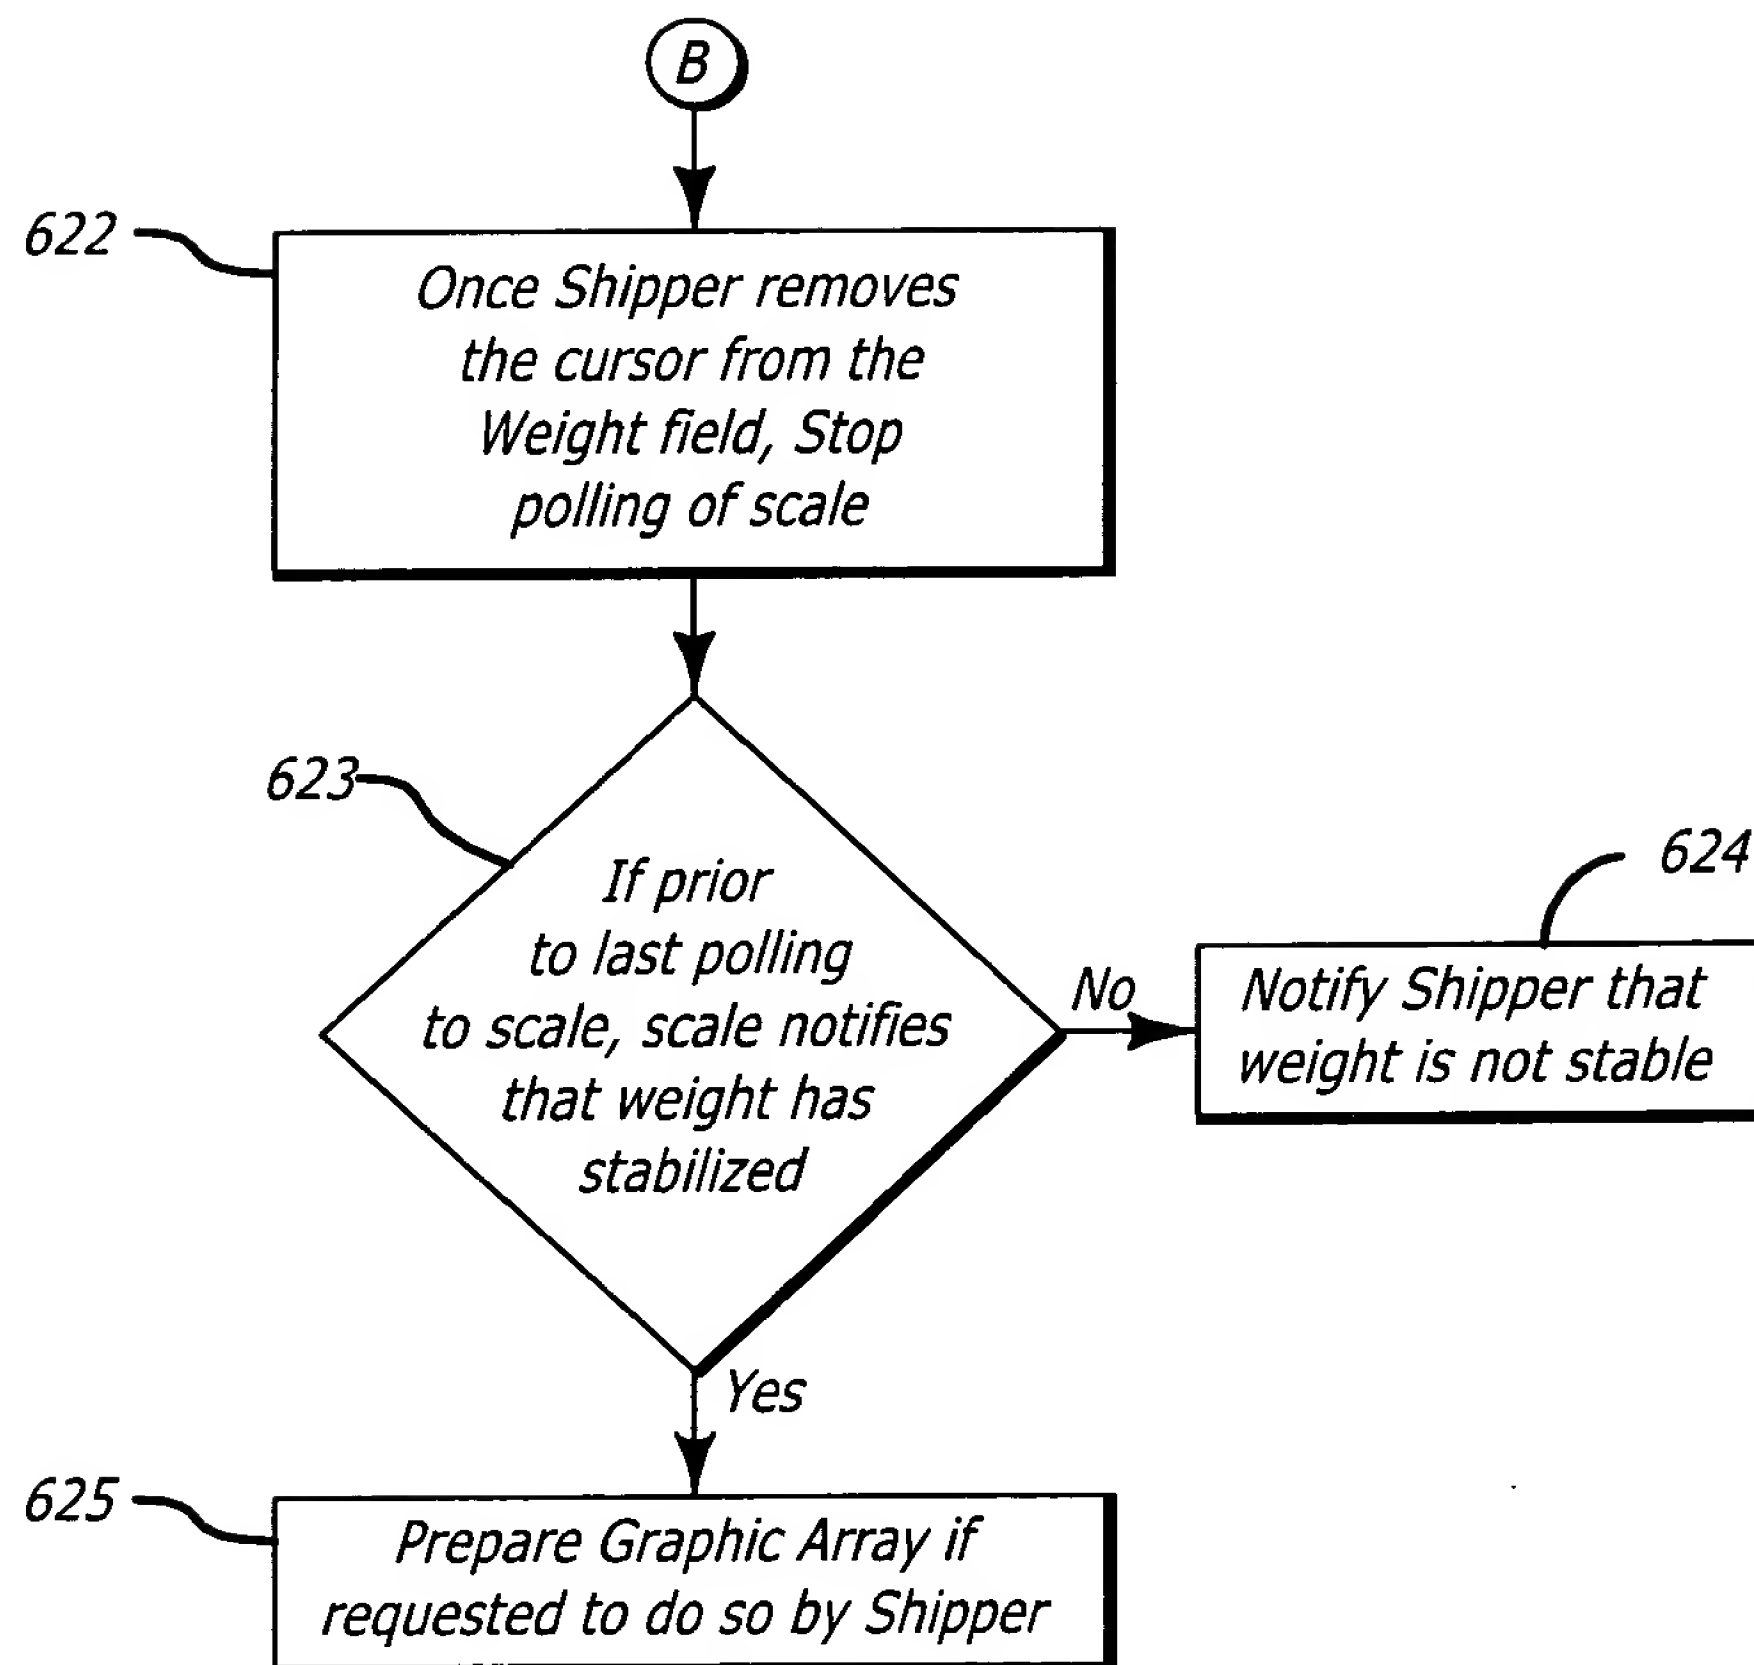 B
622
Once Shipper removes
the cursor from the
Weight field, Stop
polling of scale
623
If prior
to last polling
to scale, scale notifies
that weight has
stabilized
No
624
Notify Shipper that
weight is not stable
Yes
625
Prepare Graphic Array if
requested to do so by Shipper